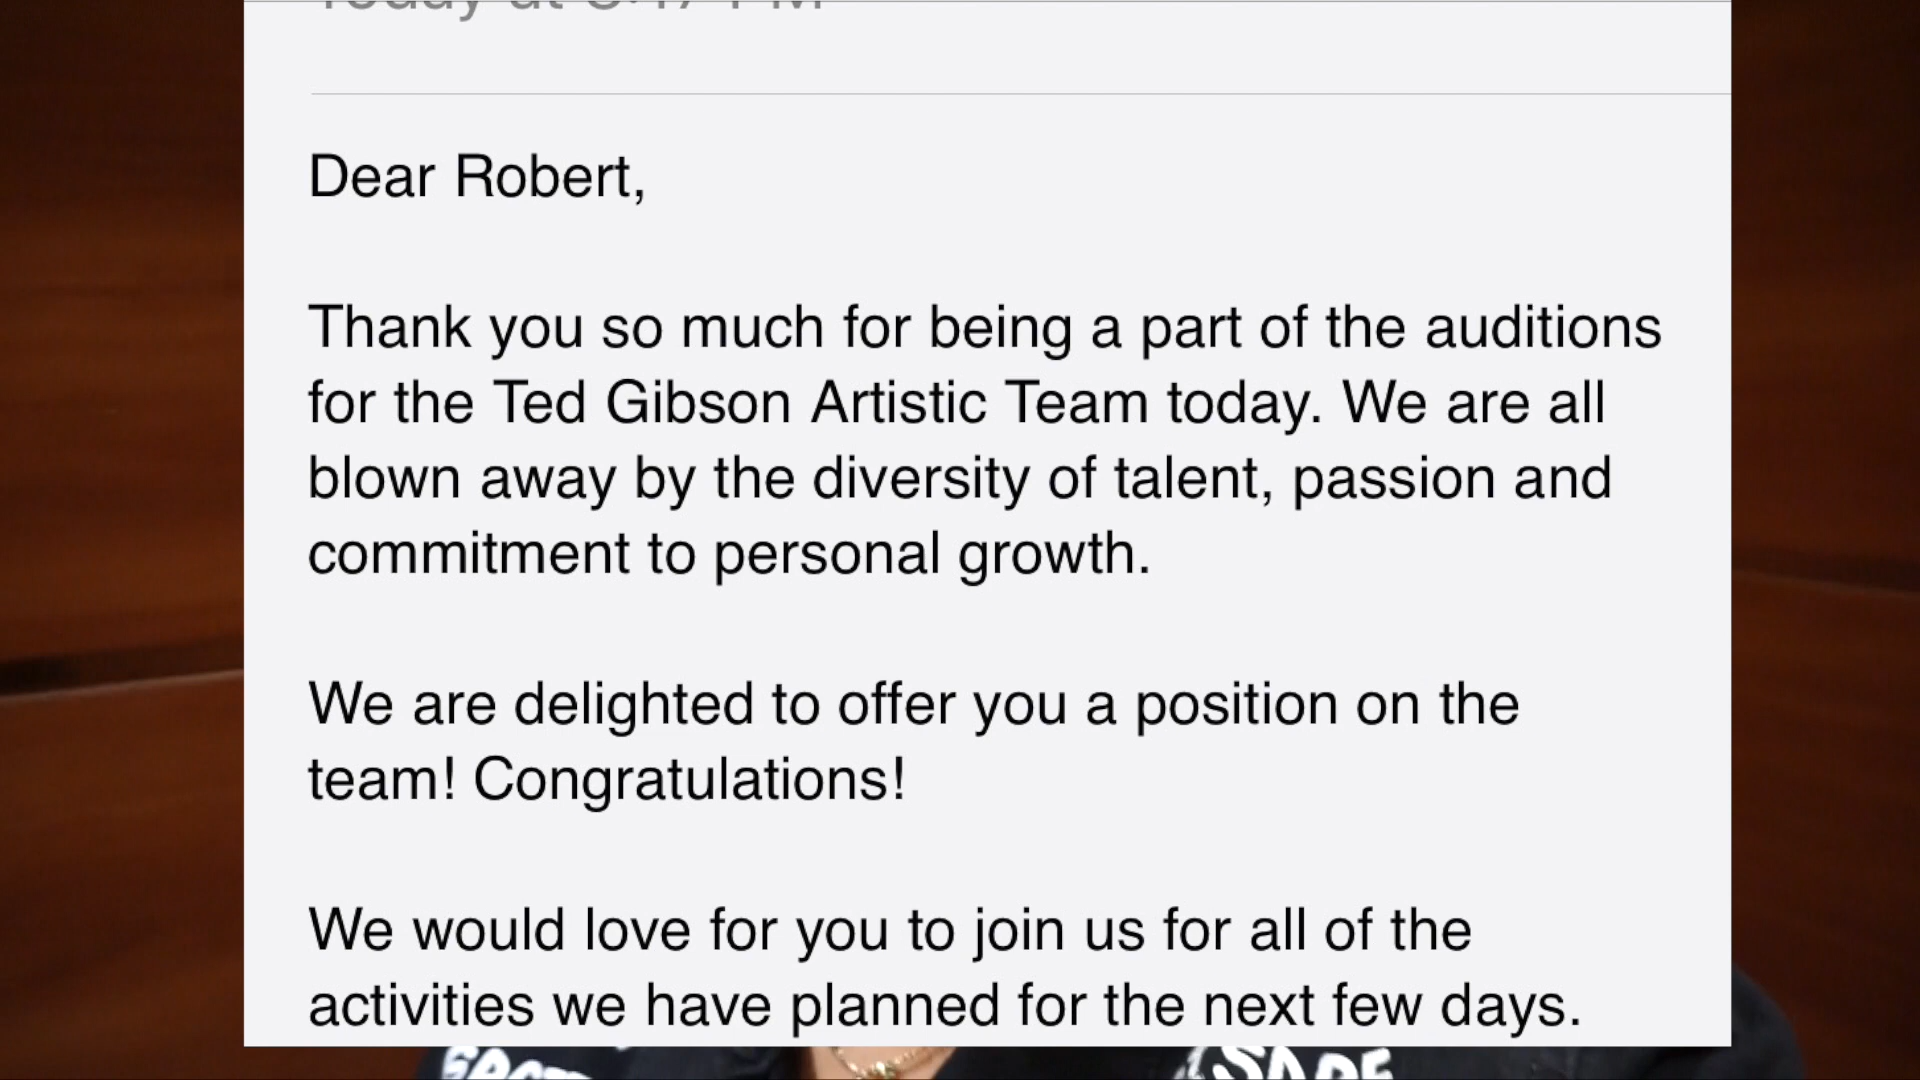 Dear Robert,
Thank you so much for being a part of the auditions
for the Ted Gibson Artistic Team today. We are all
blown away by the diversity of talent, passion and
commitment to personal growth.
We are delighted to offer you a position on the
team! Congratulations!
We would love for you to join us for all of the
activities we have planned for the next few days.